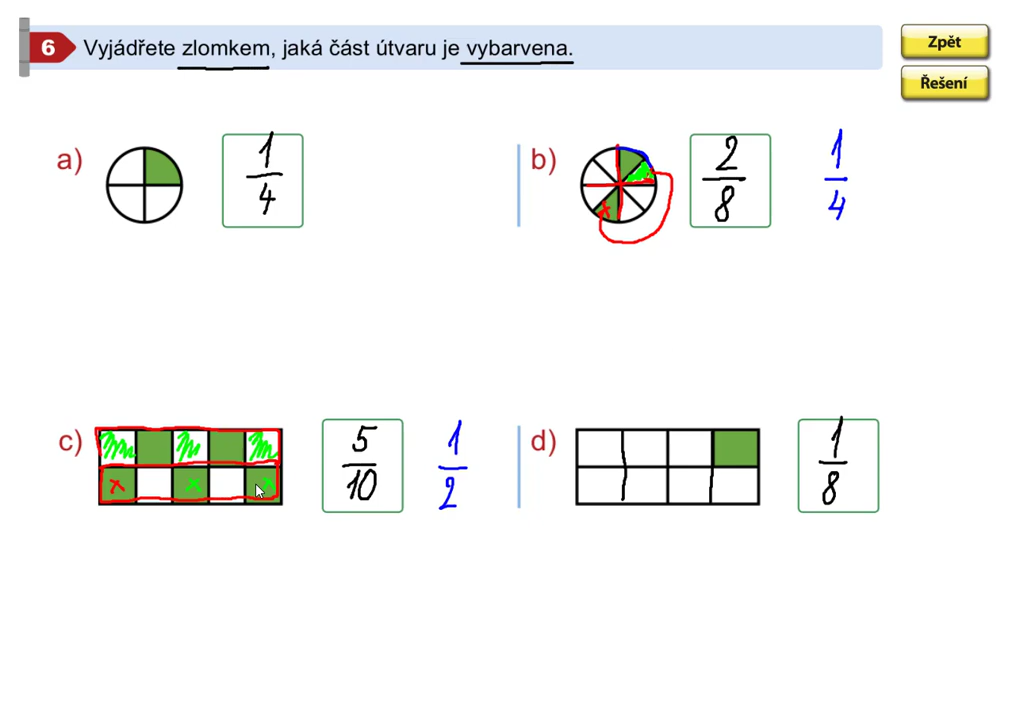 6 Vyjádřete zlomkem, jaká část útvaru je vybarvena.
Zpět
Řešení
a) 1/4
b) 2/8 1/4
c) 5/10 1/2
d) 1/8